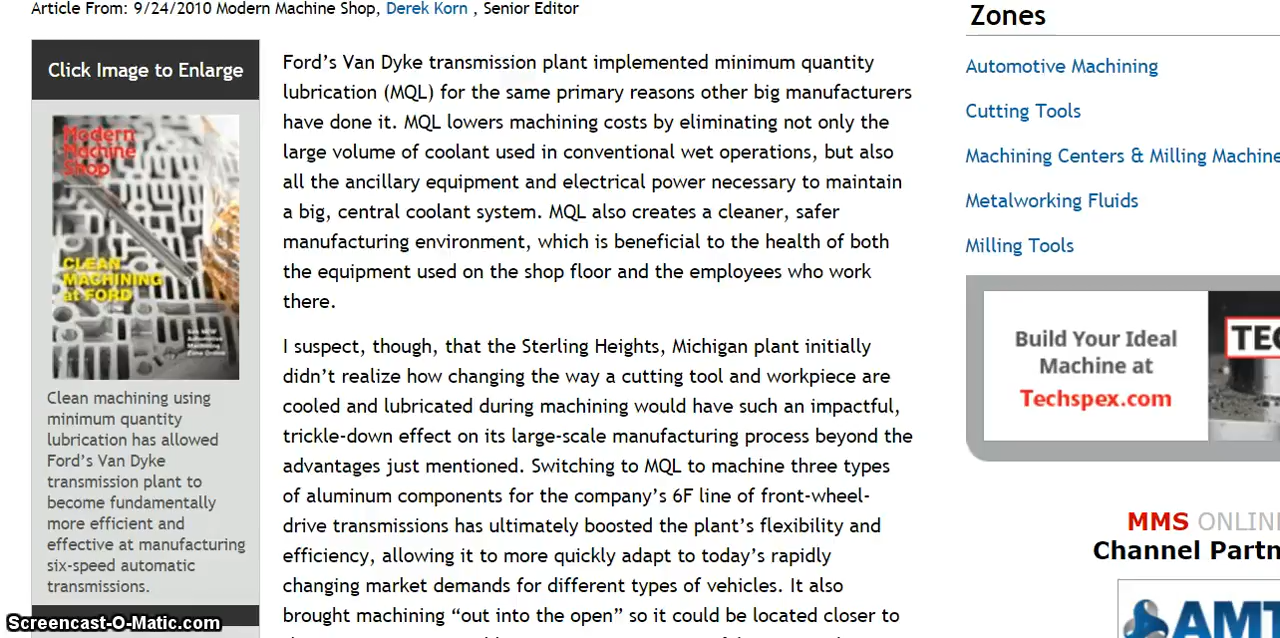 Article From: 9/24/2010 Modern Machine Shop, Derek Korn , Senior Editor
Click Image to Enlarge
Modern
Machine
Shop
CLEAN
MACHINING
at FORD
Clean machining using
minimum quantity
lubrication has allowed
Ford’s Van Dyke
transmission plant to
become fundamentally
more efficient and
effective at manufacturing
six-speed automatic
transmissions.
Ford’s Van Dyke transmission plant implemented minimum quantity
lubrication (MQL) for the same primary reasons other big manufacturers
have done it. MQL lowers machining costs by eliminating not only the
large volume of coolant used in conventional wet operations, but also
all the ancillary equipment and electrical power necessary to maintain
a big, central coolant system. MQL also creates a cleaner, safer
manufacturing environment, which is beneficial to the health of both
the equipment used on the shop floor and the employees who work
there.
I suspect, though, that the Sterling Heights, Michigan plant initially
didn’t realize how changing the way a cutting tool and workpiece are
cooled and lubricated during machining would have such an impactful,
trickle-down effect on its large-scale manufacturing process beyond the
advantages just mentioned. Switching to MQL to machine three types
of aluminum components for the company’s 6F line of front-wheel-
drive transmissions has ultimately boosted the plant’s flexibility and
efficiency, allowing it to more quickly adapt to today’s rapidly
changing market demands for different types of vehicles. It also
brought machining “out into the open” so it could be located closer to
Zones
Automotive Machining
Cutting Tools
Machining Centers & Milling Machine
Metalworking Fluids
Milling Tools
Build Your Ideal
Machine at
Techspex.com
TEC
MMS ONLINE
Channel Partn
AMT
Screencast-O-Matic.com